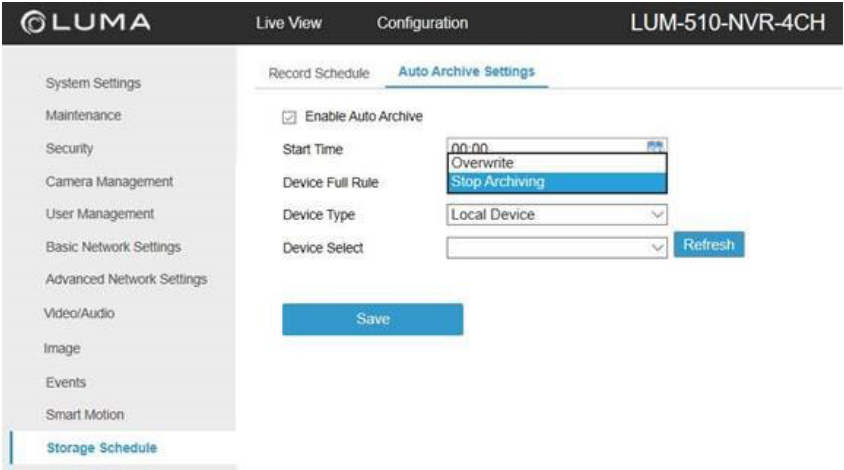 LUMA
Live View
Configuration
LUM-510-NVR-4CH
System Settings
Maintenance
Security
Camera Management
User Management
Basic Network Settings
Advanced Network Settings
Video/Audio
Image
Events
Smart Motion
Storage Schedule
Record Schedule
Auto Archive Settings
Enable Auto Archive
Start Time
00:00
Overwrite
Stop Archiving
Device Full Rule
Device Type
Local Device
Device Select
Refresh
Save